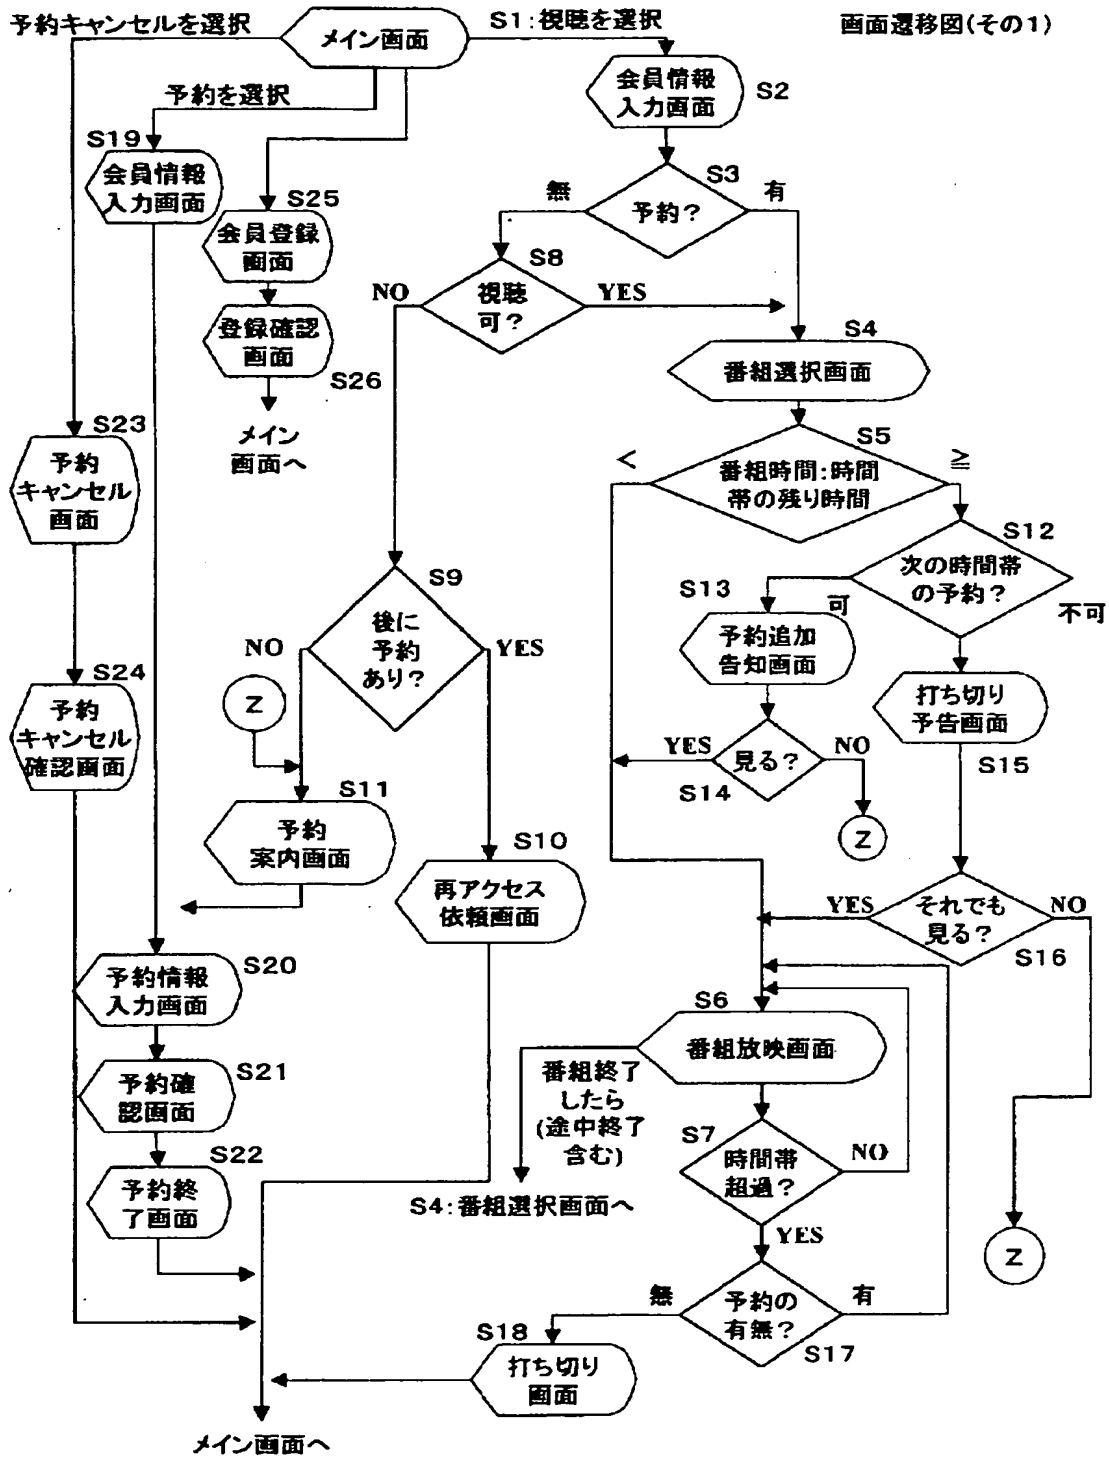 予約キャンセルを選択
メイン画面
S1:視聴を選択
画面遷移図(その1)
会員情報
入力画面
S2
予約を選択
S19
会員情報
入力画面
S3
無
予約?
有
S25
会員登録
画面
S8
NO
視聴
可?
YES
登録確認
画面
S26
メイン
画面へ
S4
番組選択画面
S23
予約
キャンセル
画面
S5
<
番組時間:時間
帯の残り時間
≧
S12
次の時間帯
の予約?
可
不可
S13
予約追加
告知画面
S9
NO
後に
予約
あり?
YES
S24
予約
キャンセル
確認画面
Z
打ち切り
予告画面
S15
YES
見る?
NO
S14
Z
S11
予約
案内画面
S10
再アクセス
依頼画面
YES
それでも
見る?
NO
S16
S20
予約情報
入力画面
S6
番組放映画面
番組終了
したら
(途中終了
含む)
S4:番組選択画面へ
S21
予約確
認画面
S7
時間帯
超過?
NO
YES
S22
予約終
了画面
Z
無
予約の
有無?
有
S17
S18
打ち切り
画面
メイン画面へ